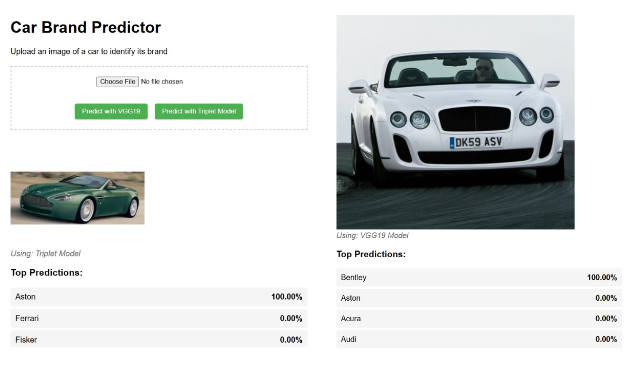 Car Brand Predictor
Upload an image of a car to identify its brand
Choose File No file chosen
Predict with VGG19 Predict with Triplet Model
Using: Triplet Model
Top Predictions:
Aston 100.00%
Ferrari 0.00%
Fisker 0.00%
DK59 ASV
Using: VGG19 Model
Top Predictions:
Bentley 100.00%
Aston 0.00%
Acura 0.00%
Audi 0.00%